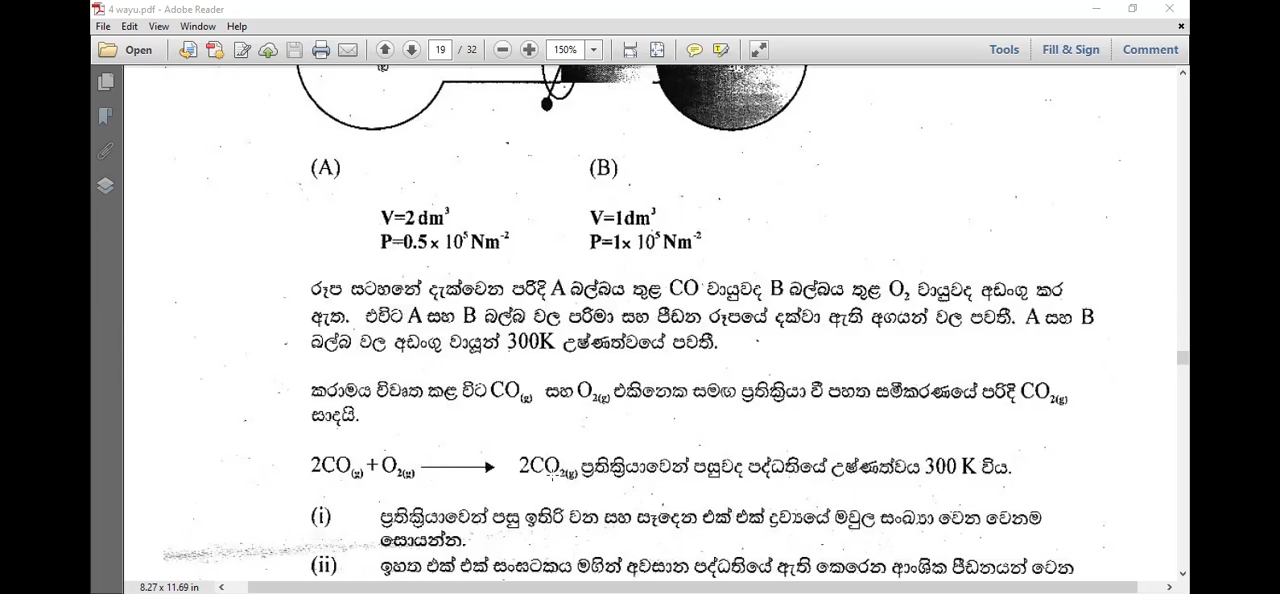 4 wayu.pdf - Adobe Reader
File Edit View Window Help
Open 19 / 32 150% Tools Fill & Sign Comment
(A) (B)
V=2 dm³ V=1dm³
P=0.5× 10⁵ Nm⁻² P=1× 10⁵ Nm⁻²
රූප සටහනේ දැක්වෙන පරිදි A බල්බය තුළ CO වායුවද B බල්බය තුළ O₂ වායුවද අඩංගු කර
ඇත. එවිට A සහ B බල්බ වල පරිමා සහ පීඩන රූපයේ දක්වා ඇති අගයන් වල පවතී. A සහ B
බල්බ වල අඩංගු වායූන් 300K උෂ්ණත්වයේ පවතී.
කරාමය විවෘත කළ විට CO(g) සහ O₂(g) එකිනෙක සමඟ ප්‍රතික්‍රියා වී පහත සමීකරණයේ පරිදි CO₂(g)
සාදයි.
2CO(g) + O₂(g) ⟶ 2CO₂(g) ප්‍රතික්‍රියාවෙන් පසුවද පද්ධතියේ උෂ්ණත්වය 300 K විය.
(i) ප්‍රතික්‍රියාවෙන් පසු ඉතිරි වන සහ සෑදෙන එක් එක් ද්‍රව්‍යයේ මවුල සංඛ්‍යා වෙන වෙනම
සොයන්න.
(ii) ඉහත එක් එක් සංඝටකය මගින් අවසාන පද්ධතියේ ඇති කෙරෙන ආංශික පීඩනයන් වෙන
8.27 x 11.69 in